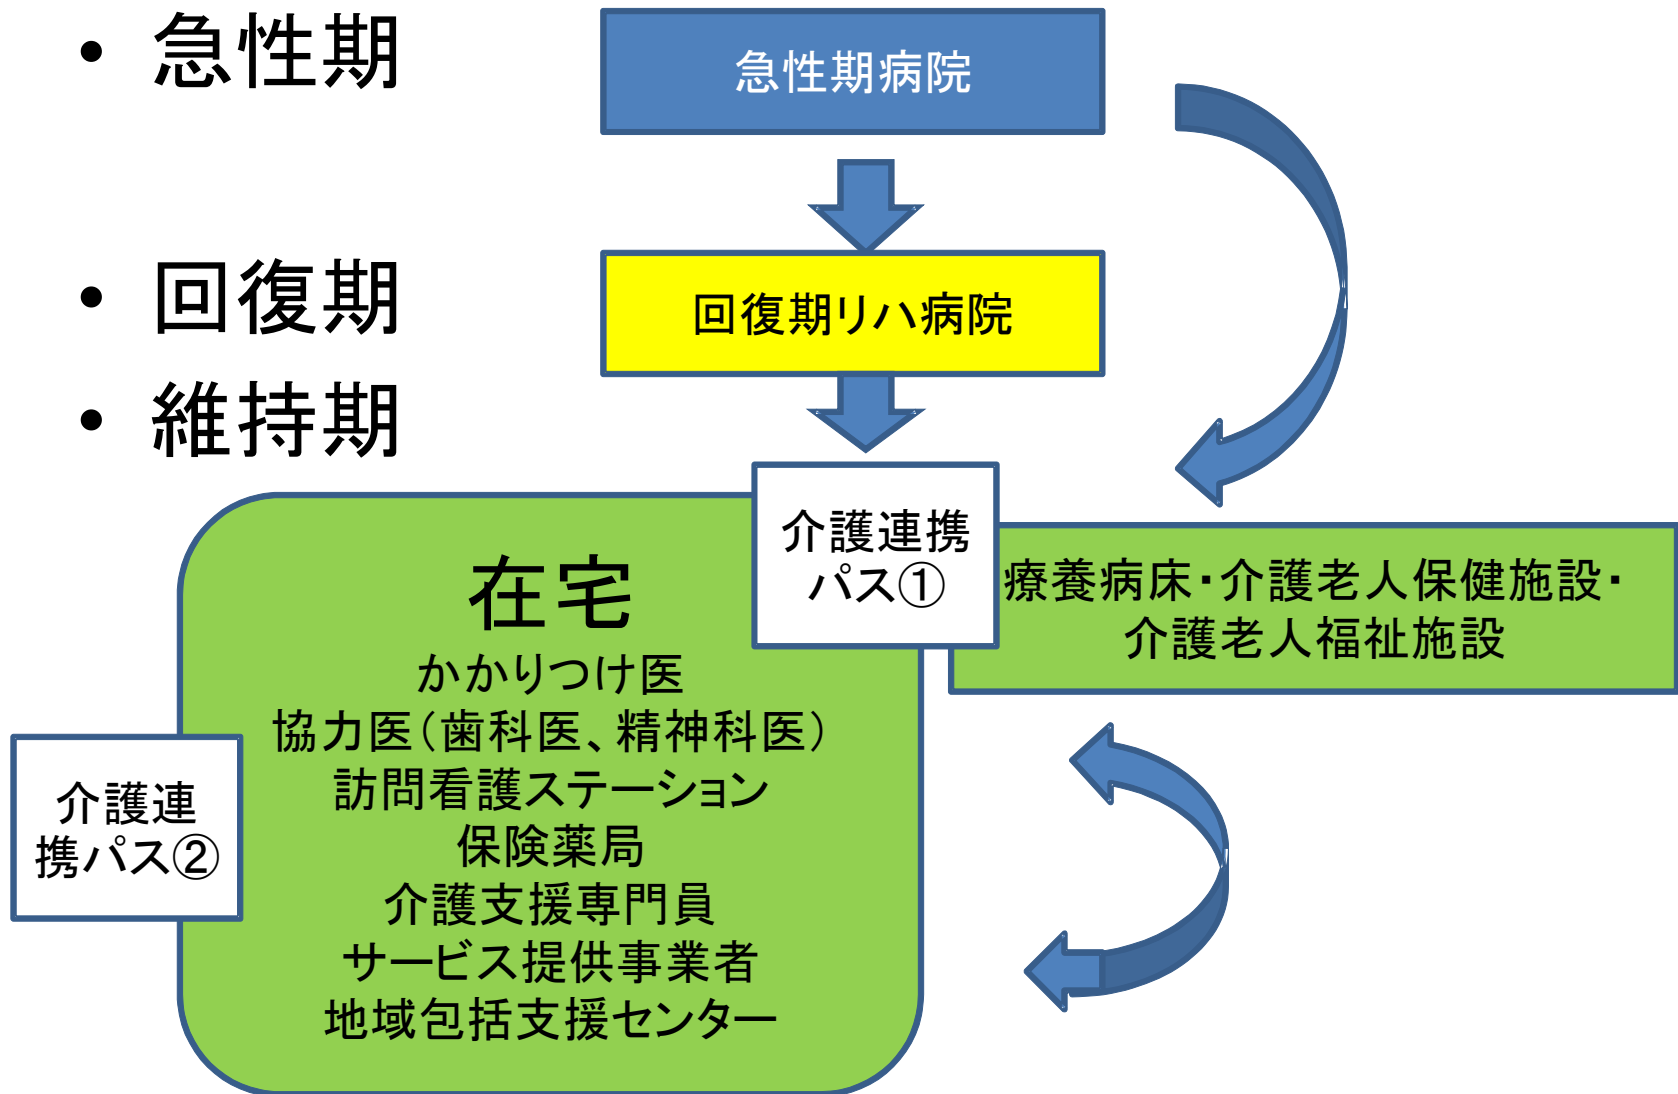 • 急性期
急性期病院
• 回復期
回復期リハ病院
• 維持期
介護連携
パス①
療養病床・介護老人保健施設・
介護老人福祉施設
在宅
かかりつけ医
協力医（歯科医、精神科医）
訪問看護ステーション
保険薬局
介護支援専門員
サービス提供事業者
地域包括支援センター
介護連
携パス②